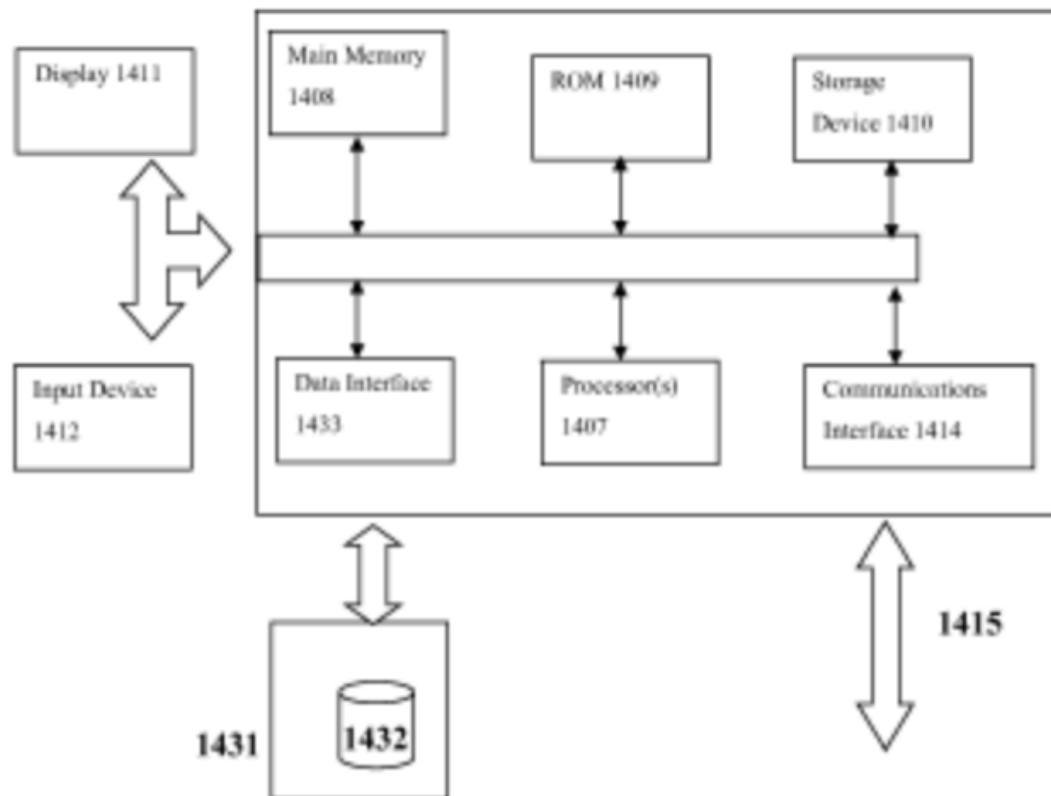 Display 1411
Main Memory
1408
ROM 1409
Storage
Device 1410
Input Device
1412
Data Interface
1433
Processor(s)
1407
Communications
Interface 1414
1415
1431
1432